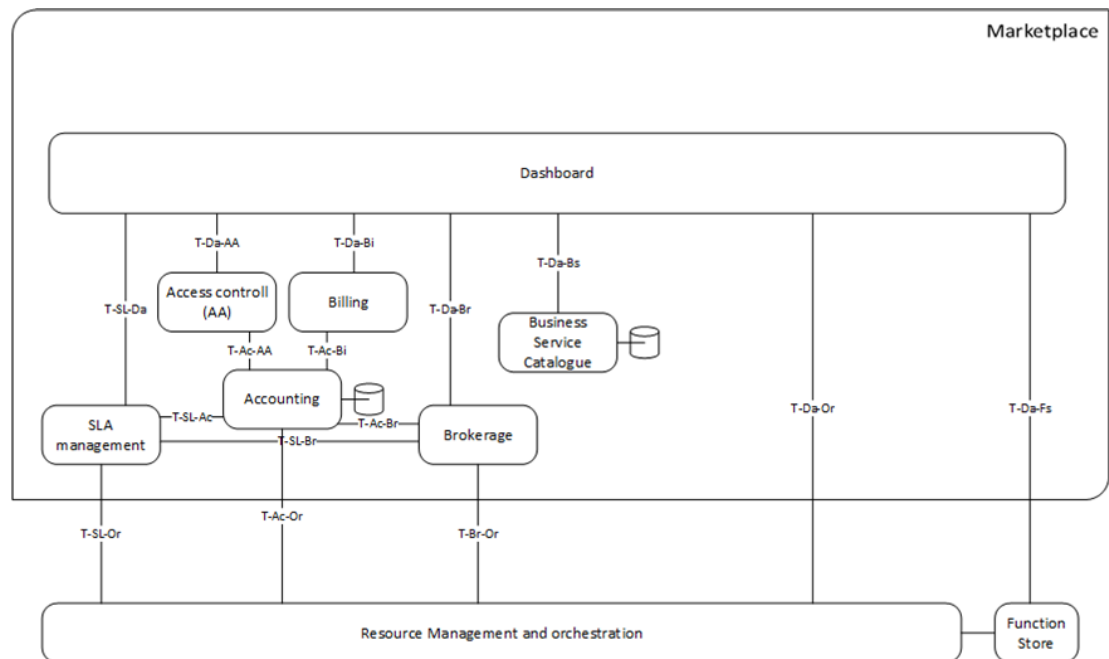 Marketplace
Dashboard
T-Da-AA
T-Da-Bi
T-Da-Bs
Access controll
(AA)
Billing
T-SL-Da
T-Da-Br
Business
Service
Catalogue
T-Ac-AA
T-Ac-Bi
Accounting
T-SL-Ac
T-Ac-Br
T-Da-Or
T-Da-Fs
SLA
management
T-SL-Br
Brokerage
T-Ac-Or
T-SL-Or
T-Br-Or
Resource Management and orchestration
Function
Store